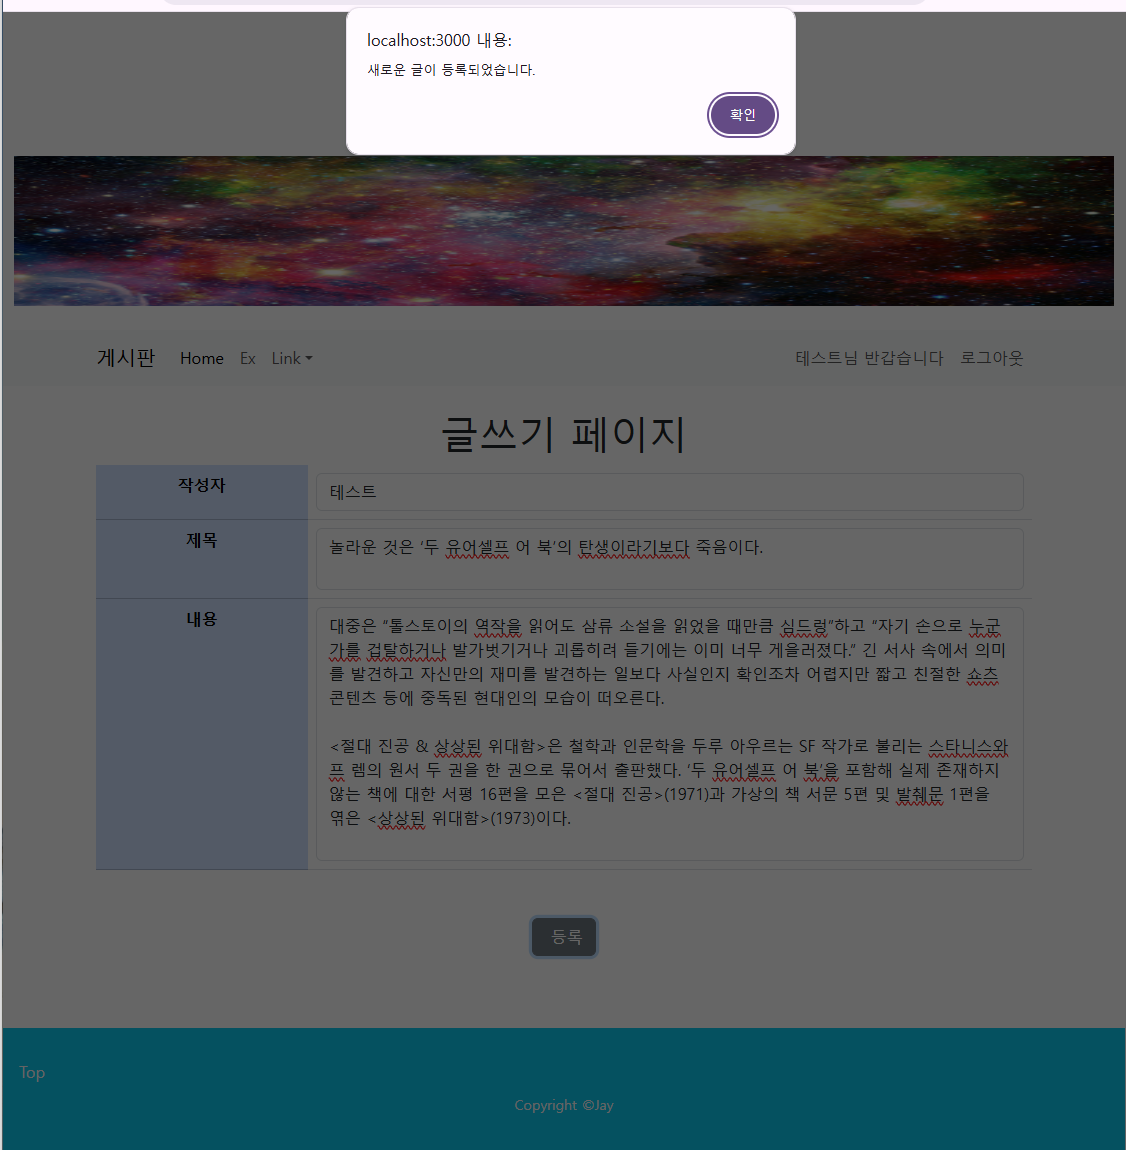 localhost:3000 내용:
새로운 글이 등록되었습니다.
확인
게시판 Home Ex Link 테스트님 반갑습니다 로그아웃
글쓰기 페이지
작성자 테스트
제목 놀라운 것은 ‘두 유어셀프 어 북’의 탄생이라기보다 죽음이다.
내용 대중은 “톨스토이의 역작을 읽어도 삼류 소설을 읽었을 때만큼 심드렁”하고 “자기 손으로 누군
가를 겁탈하거나 발가벗기거나 괴롭히려 들기에는 이미 너무 게을러졌다.” 긴 서사 속에서 의미
를 발견하고 자신만의 재미를 발견하는 일보다 사실인지 확인조차 어렵지만 짧고 친절한 쇼츠
콘텐츠 등에 중독된 현대인의 모습이 떠오른다.
<절대 진공 & 상상된 위대함>은 철학과 인문학을 두루 아우르는 SF 작가로 불리는 스타니스와
프 렘의 원서 두 권을 한 권으로 묶어서 출판했다. ‘두 유어셀프 어 북’을 포함해 실제 존재하지
않는 책에 대한 서평 16편을 모은 <절대 진공>(1971)과 가상의 책 서문 5편 및 발췌문 1편을
엮은 <상상된 위대함>(1973)이다.
등록
Top
Copyright ©Jay